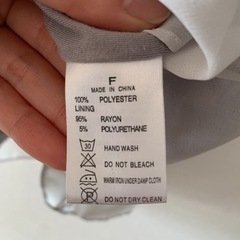 F
MADE IN CHINA
100% POLYESTER
LINING
95% RAYON
5% POLYURETHANE
30 HAND WASH
DO NOT BLEACH
WARM IRON UNDER DAMP CLOTH
DO NOT DRY CLEAN